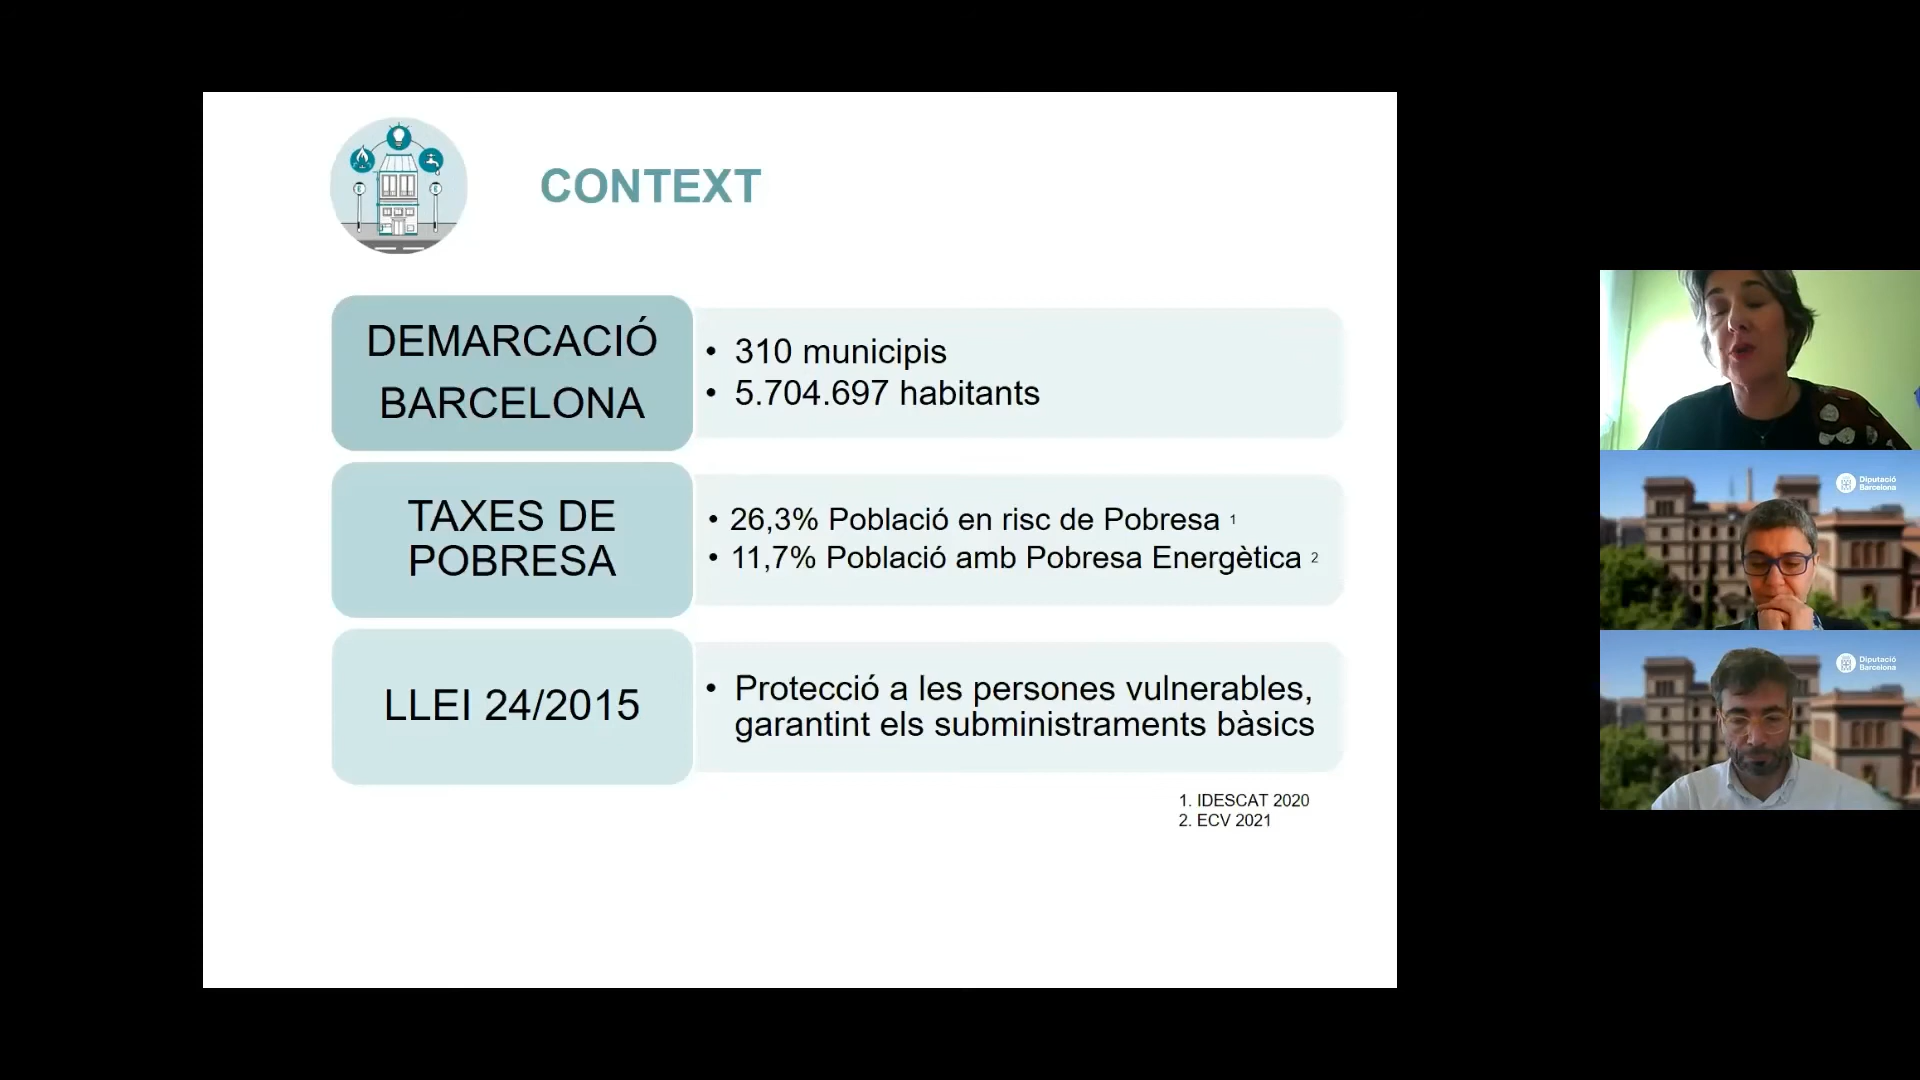 CONTEXT
DEMARCACIÓ
BARCELONA
• 310 municipis
• 5.704.697 habitants
TAXES DE
POBRESA
• 26,3% Població en risc de Pobresa 1
• 11,7% Població amb Pobresa Energètica 2
LLEI 24/2015
• Protecció a les persones vulnerables,
garantint els subministraments bàsics
1. IDESCAT 2020
2. ECV 2021
Diputació
Barcelona
Diputació
Barcelona